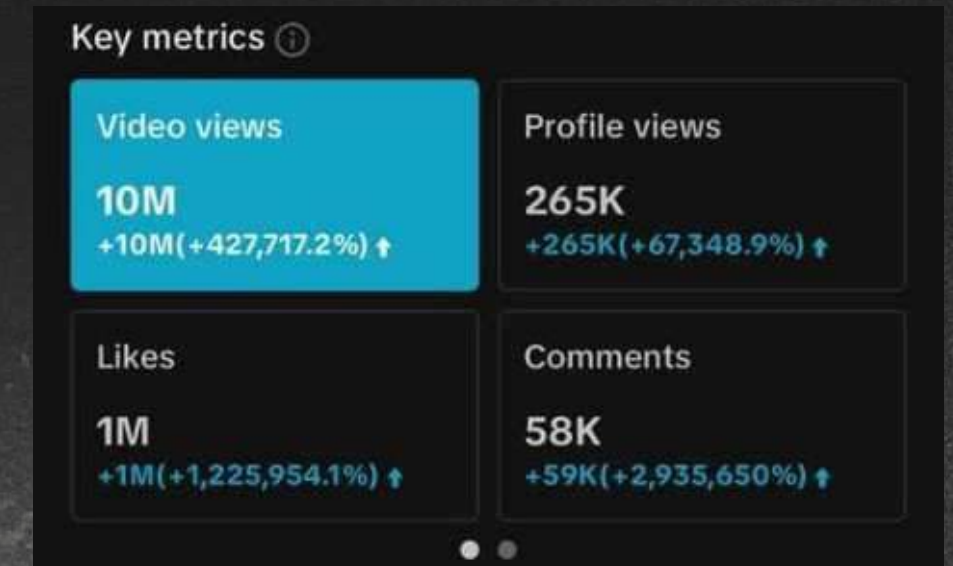 Key metrics
Video views
10M
+10M(+427,717.2%)
Profile views
265K
+265K(+67,348.9%)
Likes
1M
+1M(+1,225,954.1%)
Comments
58K
+59K(+2,935,650%)